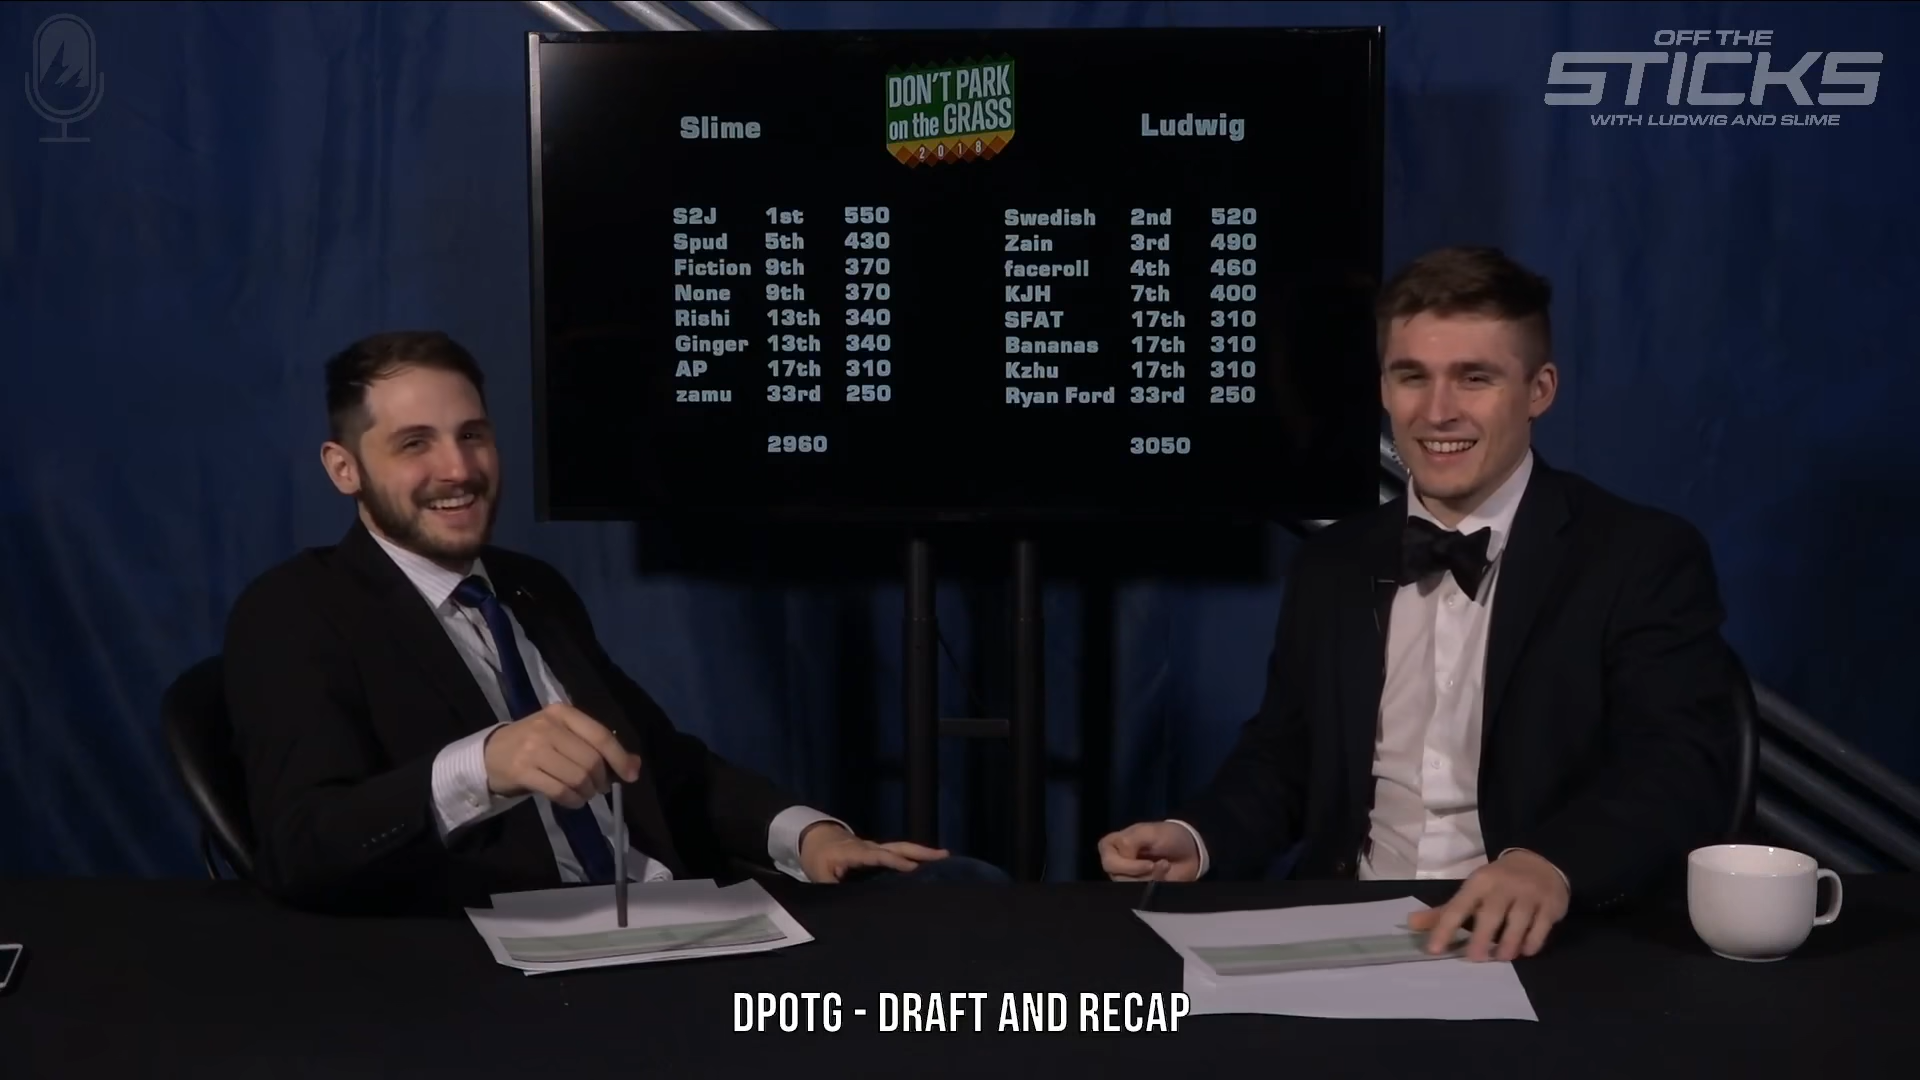 OFF THE
STICKS
WITH LUDWIG AND SLIME
DON'T PARK
on the GRASS
2018
Slime
Ludwig
S2J 1st 550
Spud 5th 430
Fiction 9th 370
None 9th 370
Rishi 13th 340
Ginger 13th 340
AP 17th 310
zamu 33rd 250
2960
Swedish 2nd 520
Zain 3rd 490
faceroll 4th 460
KJH 7th 400
SFAT 17th 310
Bananas 17th 310
Kzhu 17th 310
Ryan Ford 33rd 250
3050
DPOTG - DRAFT AND RECAP